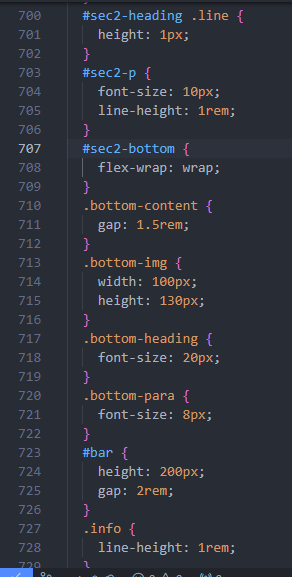 700 #sec2-heading .line {
701 height: 1px;
702 }
703 #sec2-p {
704 font-size: 10px;
705 line-height: 1rem;
706 }
707 #sec2-bottom {
708 flex-wrap: wrap;
709 }
710 .bottom-content {
711 gap: 1.5rem;
712 }
713 .bottom-img {
714 width: 100px;
715 height: 130px;
716 }
717 .bottom-heading {
718 font-size: 20px;
719 }
720 .bottom-para {
721 font-size: 8px;
722 }
723 #bar {
724 height: 200px;
725 gap: 2rem;
726 }
727 .info {
728 line-height: 1rem;
729 }